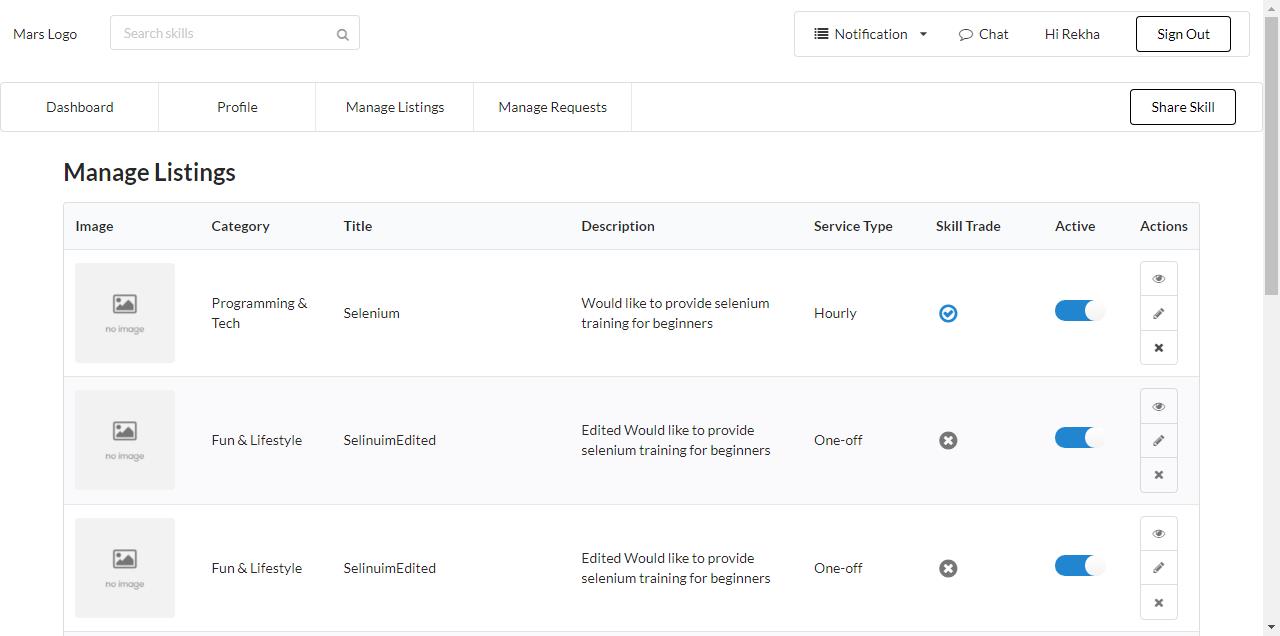 Mars Logo
Search skills
Notification
Chat
Hi Rekha
Sign Out
Dashboard
Profile
Manage Listings
Manage Requests
Share Skill
Manage Listings
Image
Category
Title
Description
Service Type
Skill Trade
Active
Actions
no image
Programming &
Tech
Selenium
Would like to provide selenium
training for beginners
Hourly
no image
Fun & Lifestyle
SelinuimEdited
Edited Would like to provide
selenium training for beginners
One-off
no image
Fun & Lifestyle
SelinuimEdited
Edited Would like to provide
selenium training for beginners
One-off